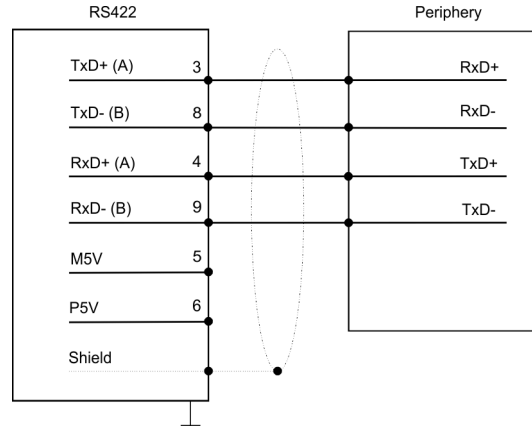 RS422 Periphery
TxD+ (A) 3 RxD+
TxD- (B) 8 RxD-
RxD+ (A) 4 TxD+
RxD- (B) 9 TxD-
M5V 5
P5V 6
Shield